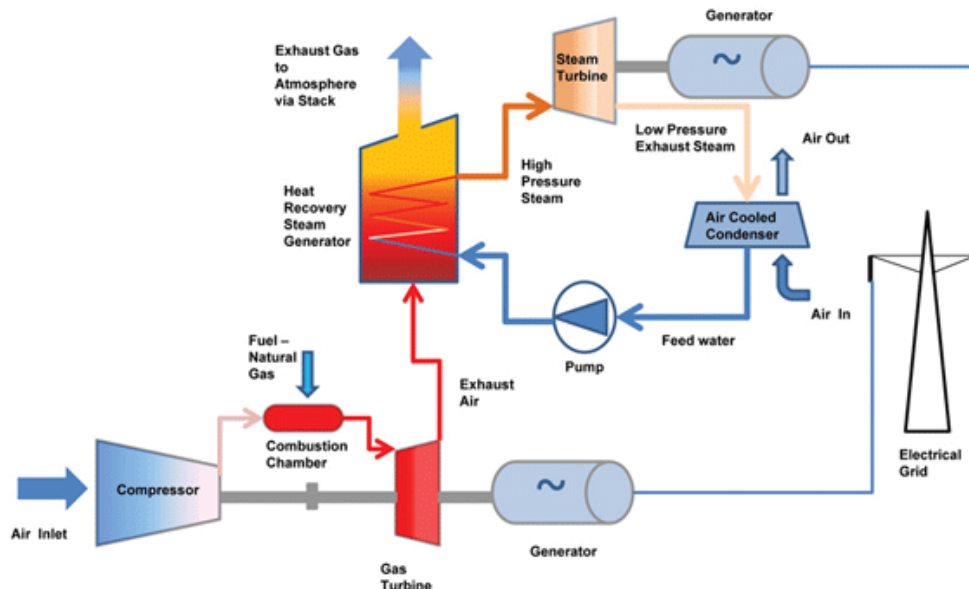 Generator
Exhaust Gas
to
Atmosphere
via Stack
Steam
Turbine
~
Low Pressure
Exhaust Steam
Air Out
High
Pressure
Steam
Heat
Recovery
Steam
Generator
Air Cooled
Condenser
Air In
Feed water
Pump
Fuel –
Natural
Gas
Exhaust
Air
Combustion
Chamber
Electrical
Grid
Compressor
~
Air Inlet
Generator
Gas
Turbine